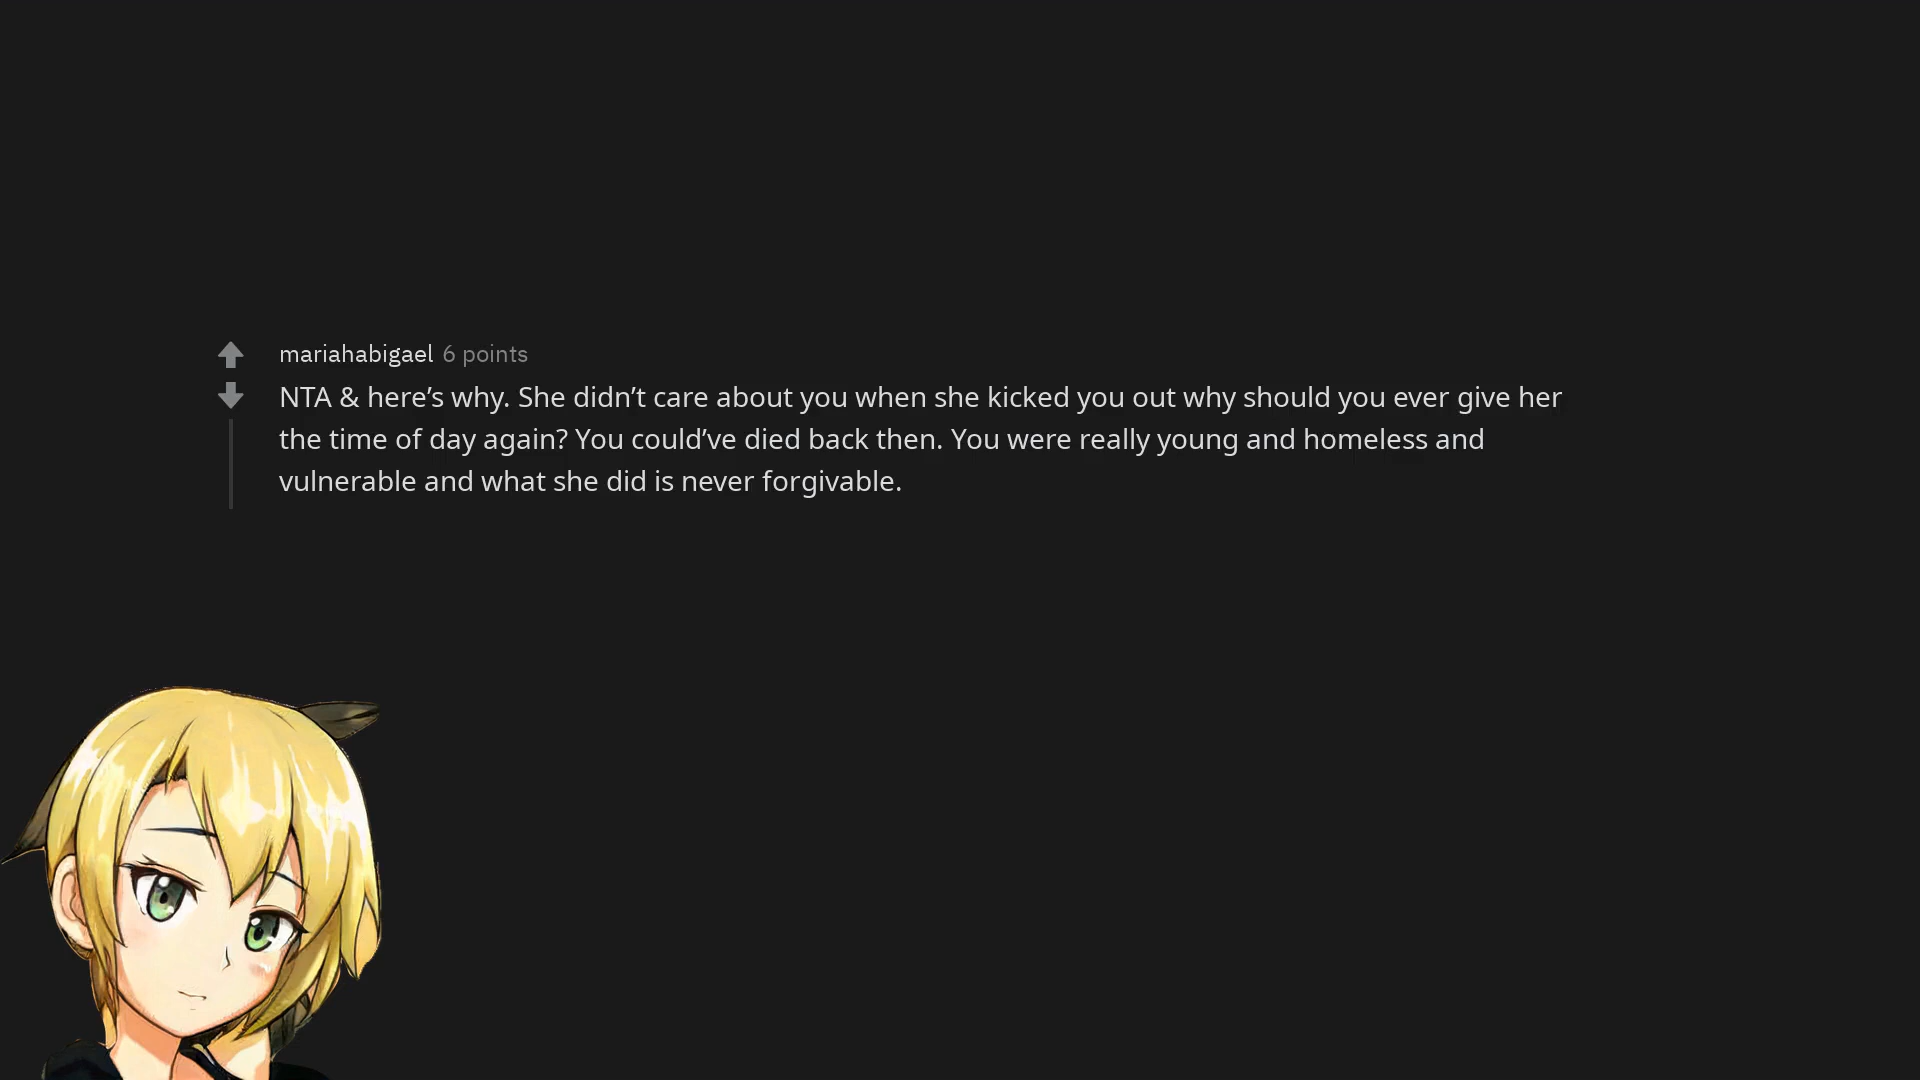 mariahabigael 6 points
NTA & here’s why. She didn’t care about you when she kicked you out why should you ever give her
the time of day again? You could’ve died back then. You were really young and homeless and
vulnerable and what she did is never forgivable.